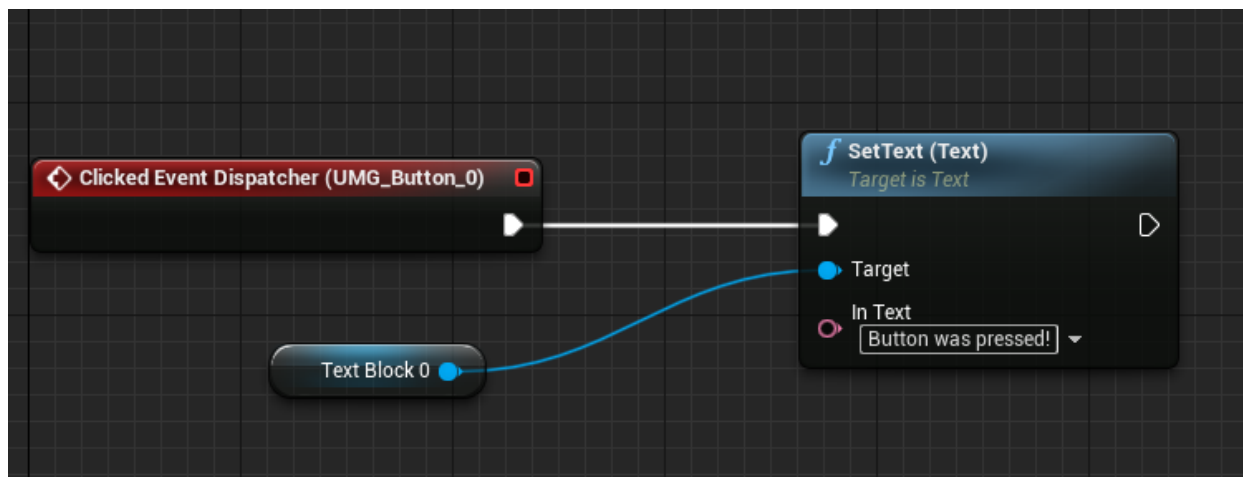 Clicked Event Dispatcher (UMG_Button_0)
SetText (Text)
Target is Text
Target
In Text
Button was pressed!
Text Block 0